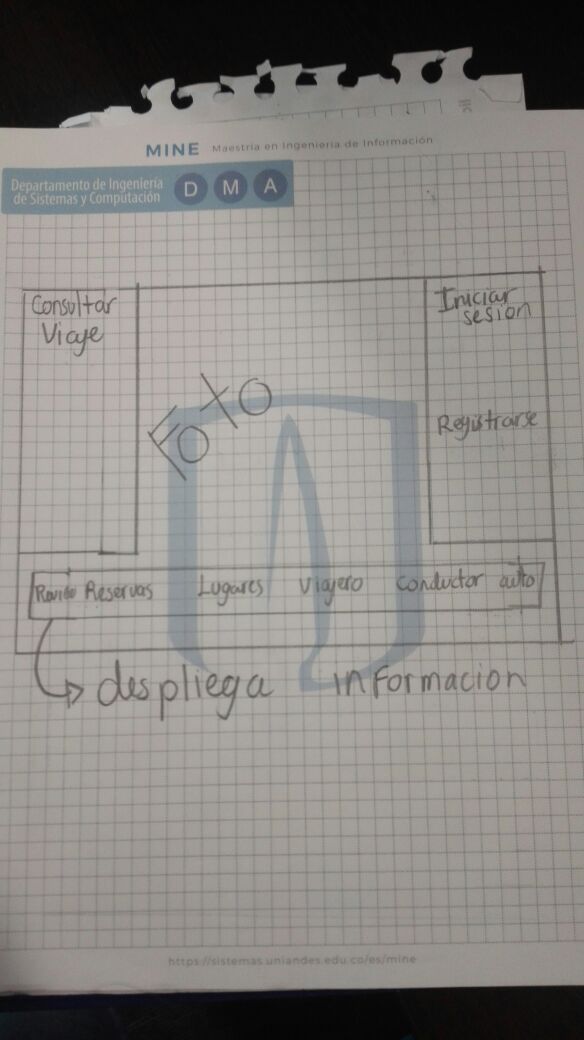 MINE Maestría en Ingeniería de Información
Departamento de Ingeniería
de Sistemas y Computación
D M A
Consultar
Viaje
Foto
Iniciar
sesion
Registrarse
Reservas Lugares Viajero Conductor auto
despliega informacion
https://sistemas.uniandes.edu.co/es/mine